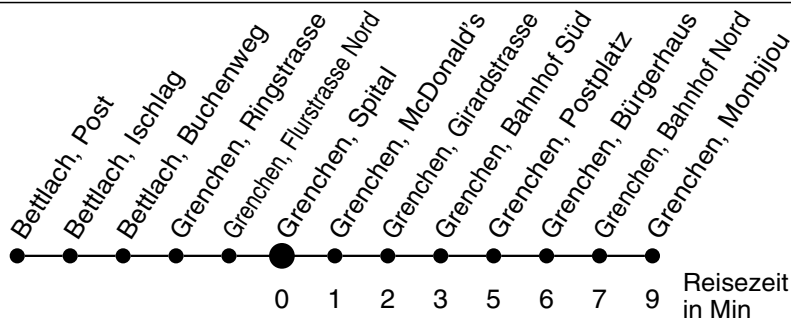 Bettlach, Post
Bettlach, Ischlag
Bettlach, Buchenweg
Grenchen, Ringstrasse
Grenchen, Flurstrasse Nord
Grenchen, Spital
Grenchen, McDonald's
Grenchen, Girardstrasse
Grenchen, Bahnhof Süd
Grenchen, Postplatz
Grenchen, Bürgerhaus
Grenchen, Bahnhof Nord
Grenchen, Monbijou
0 1 2 3 5 6 7 9
Reisezeit
in Min